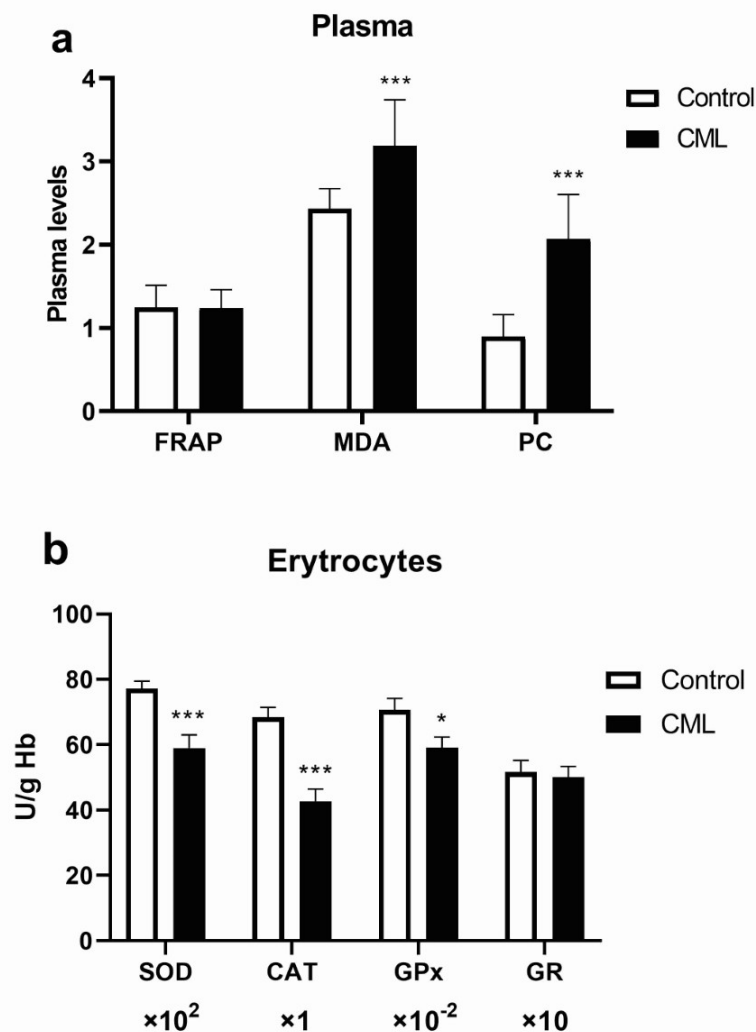 a
Plasma
Plasma levels
4
3
2
1
0
***
***
FRAP MDA PC
Control
CML
b
Erytrocytes
U/g Hb
100
80
60
40
20
0
***
***
*
SOD CAT GPx GR
×10² ×1 ×10⁻² ×10
Control
CML